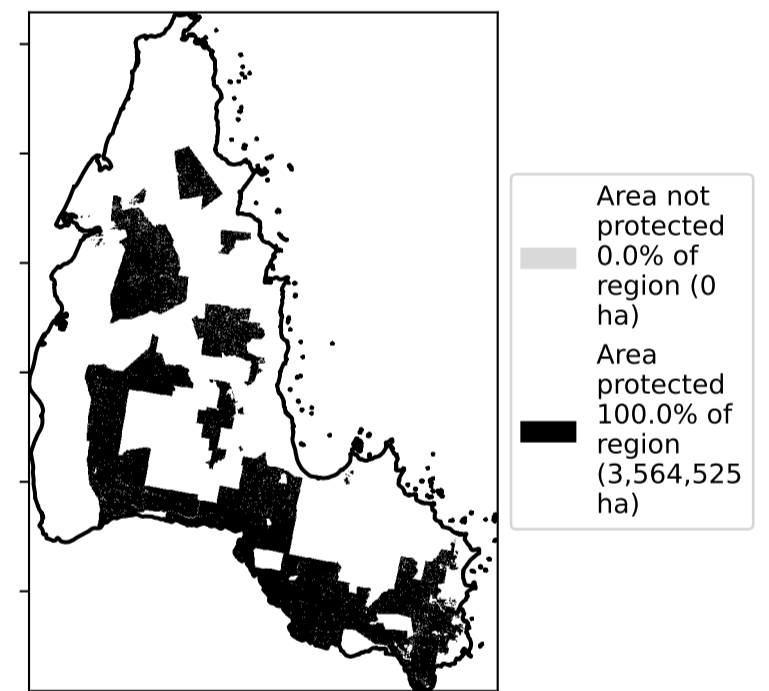 Area not
protected
0.0% of
region (0
ha)
Area
protected
100.0% of
region
(3,564,525
ha)